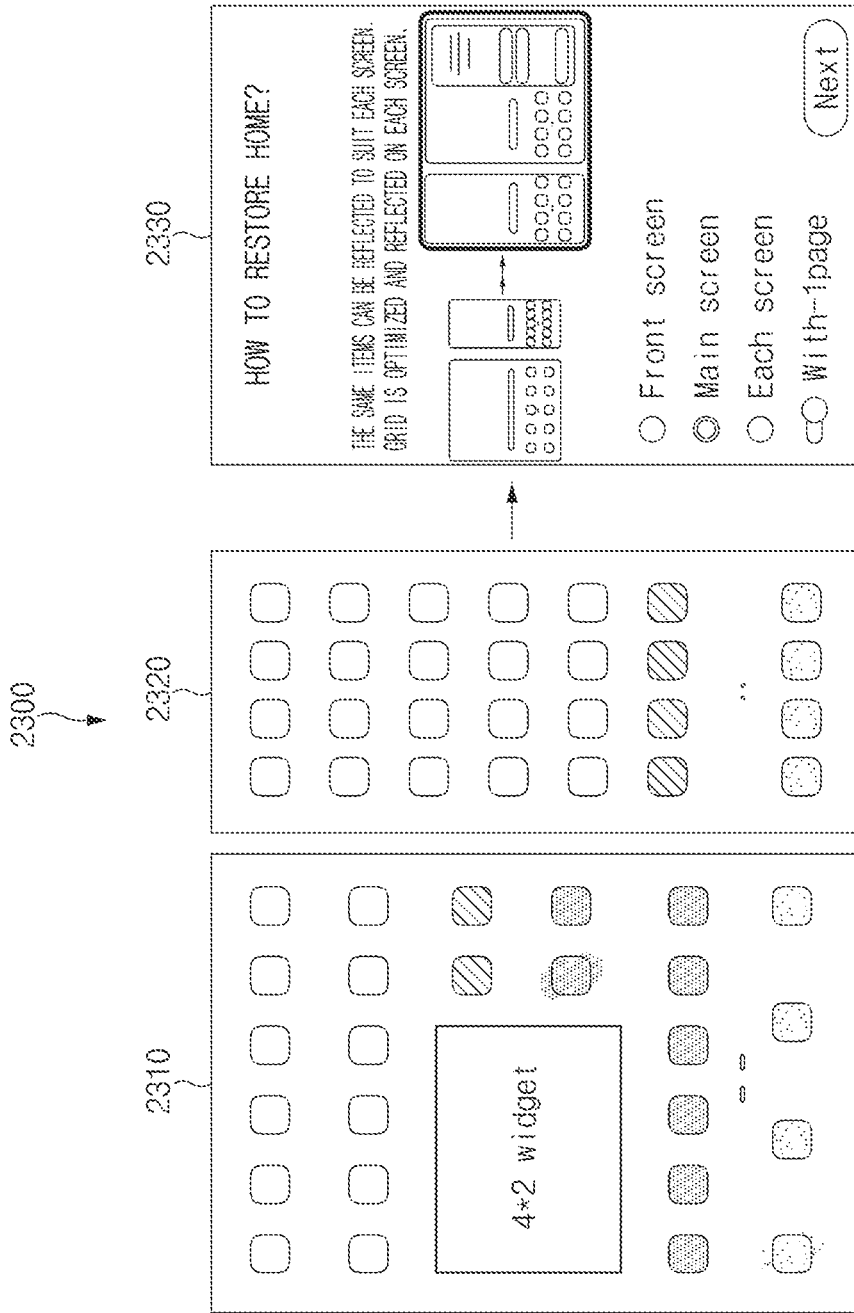 2300
2310
4*2 widget
2320
2330
HOW TO RESTORE HOME?
THE SAME ITEMS CAN BE REFLECTED TO SUIT EACH SCREEN.
GRID IS OPTIMIZED AND REFLECTED ON EACH SCREEN.
Front screen
Main screen
Each screen
With-1page
Next